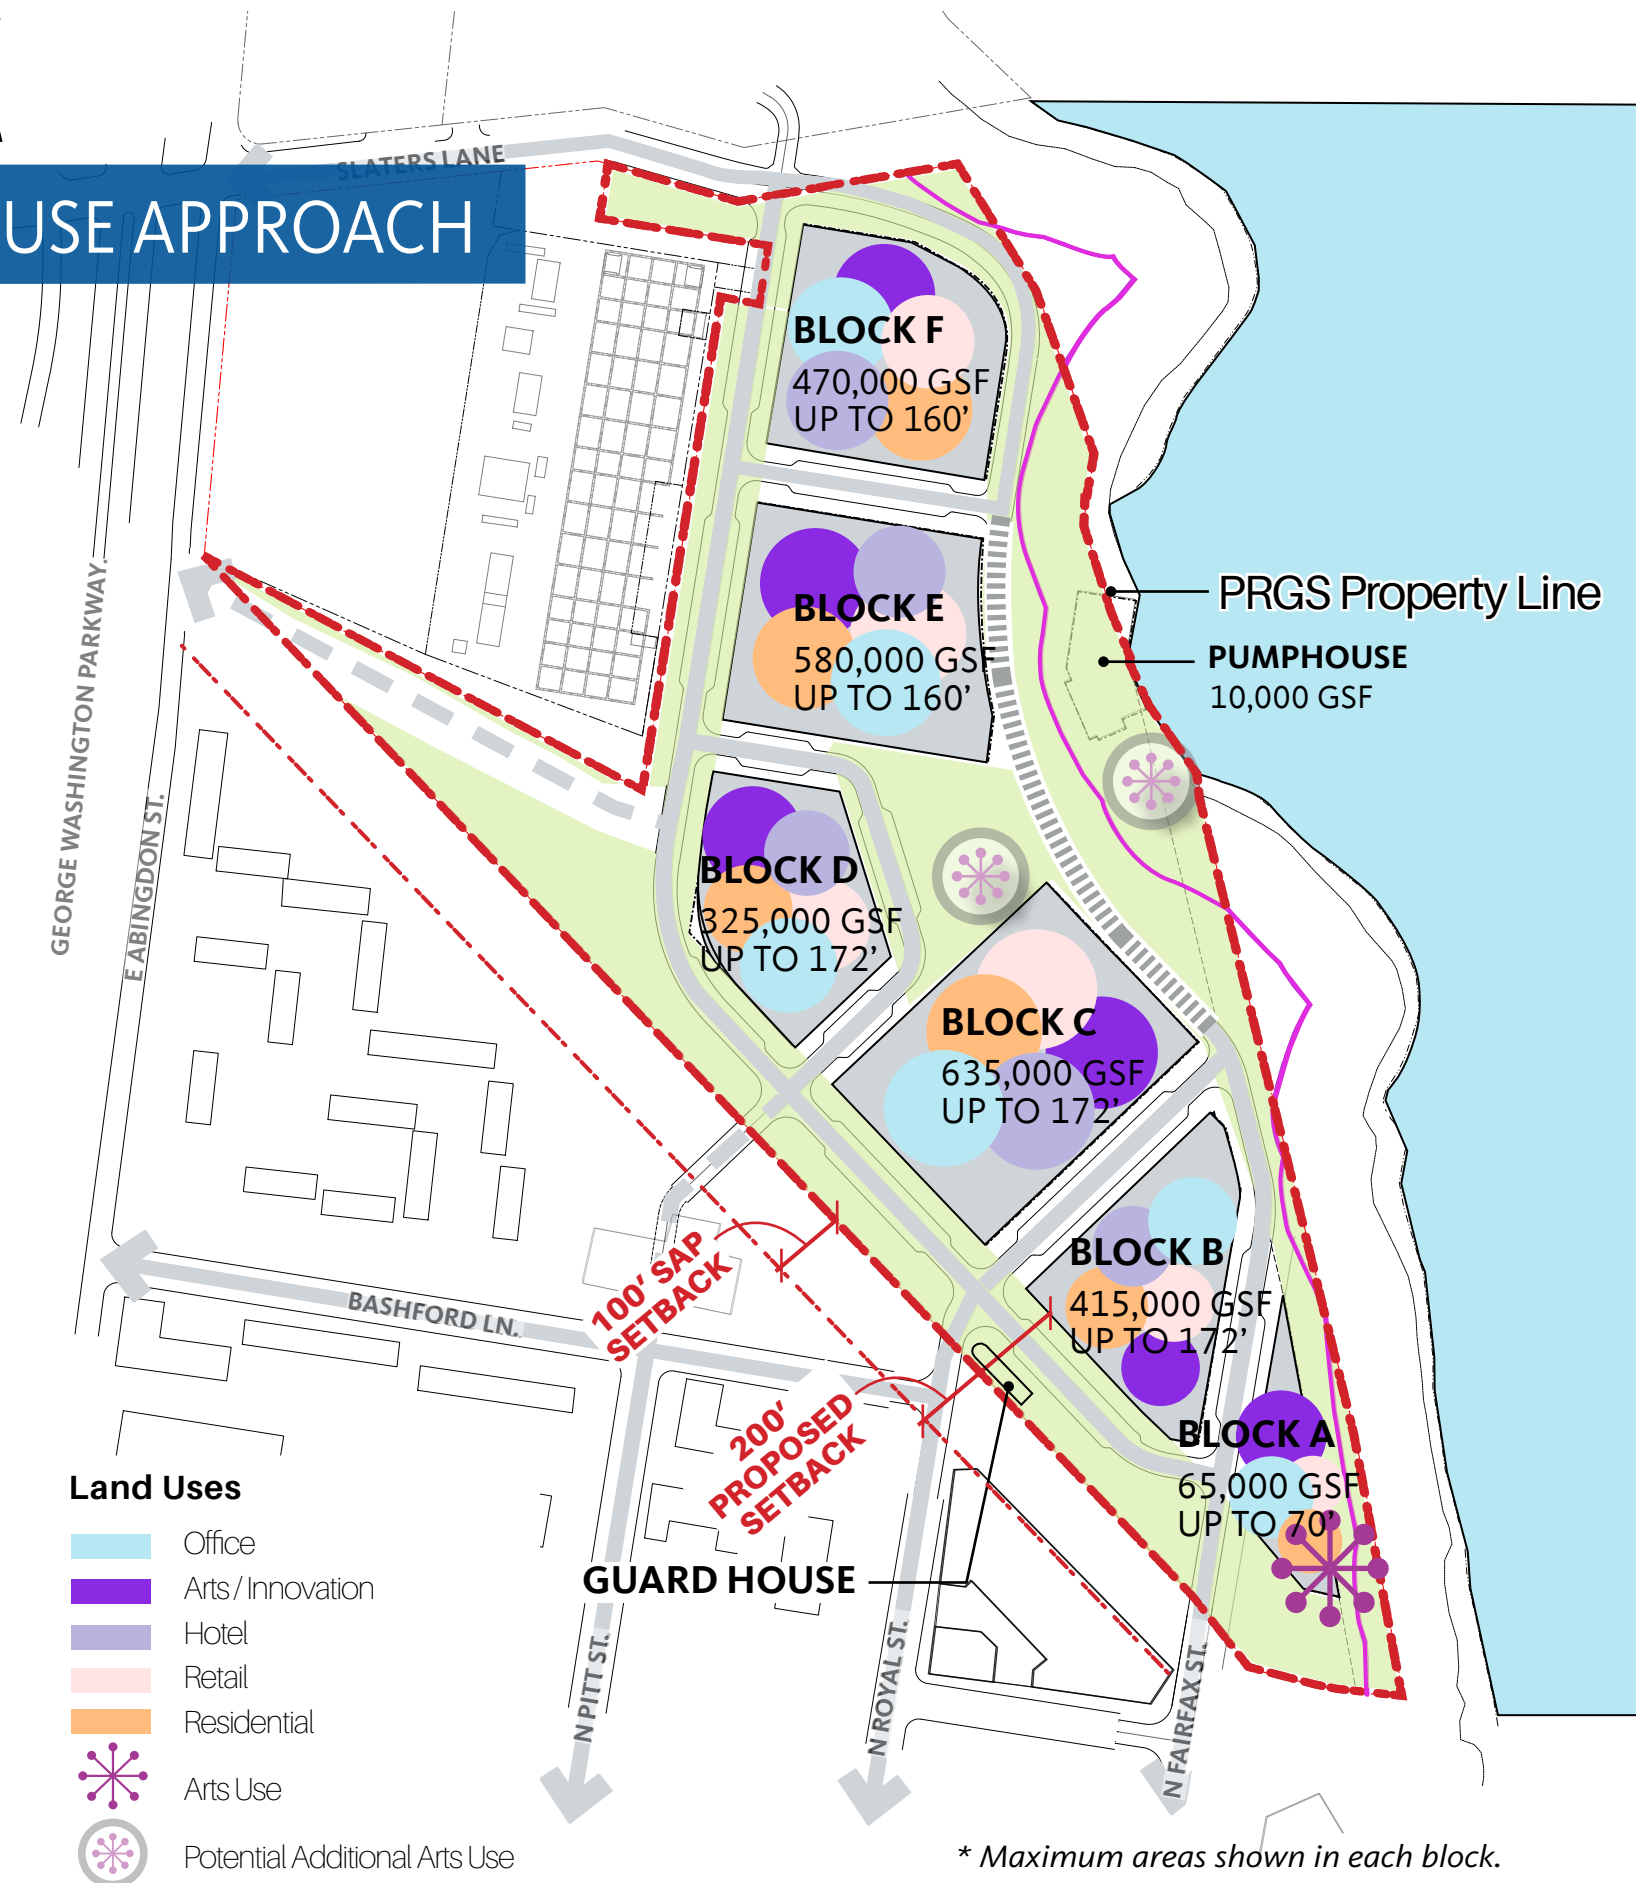 SLATERS LANE
USE APPROACH
BLOCK F
470,000 GSF
UP TO 160’
BLOCK E
580,000 GSF
UP TO 160’
PRGS Property Line
PUMPHOUSE
10,000 GSF
GEORGE WASHINGTON PARKWAY.
E ABINGDON ST.
BLOCK D
325,000 GSF
UP TO 172’
BLOCK C
635,000 GSF
UP TO 172’
BLOCK B
415,000 GSF
UP TO 172’
100’ SAP
SETBACK
BASHFORD LN.
200’
PROPOSED
SETBACK
BLOCK A
65,000 GSF
UP TO 70’
GUARD HOUSE
N PITT ST.
N ROYAL ST.
N FAIRFAX ST.
Land Uses
Office
Arts / Innovation
Hotel
Retail
Residential
Arts Use
Potential Additional Arts Use
* Maximum areas shown in each block.